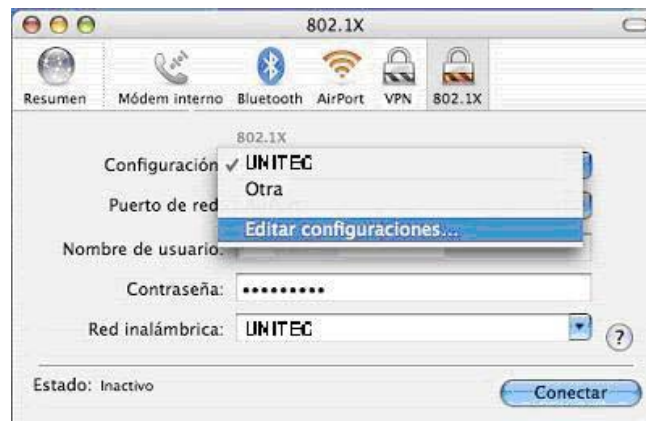 802.1X
Resumen Módem interno Bluetooth AirPort VPN 802.1X
802.1X
Configuración ✓ UNITEC
Otra
Puerto de red
Editar configuraciones...
Nombre de usuario:
Contraseña: •••••••••
Red inalámbrica: UNITEC ?
Estado: Inactivo Conectar